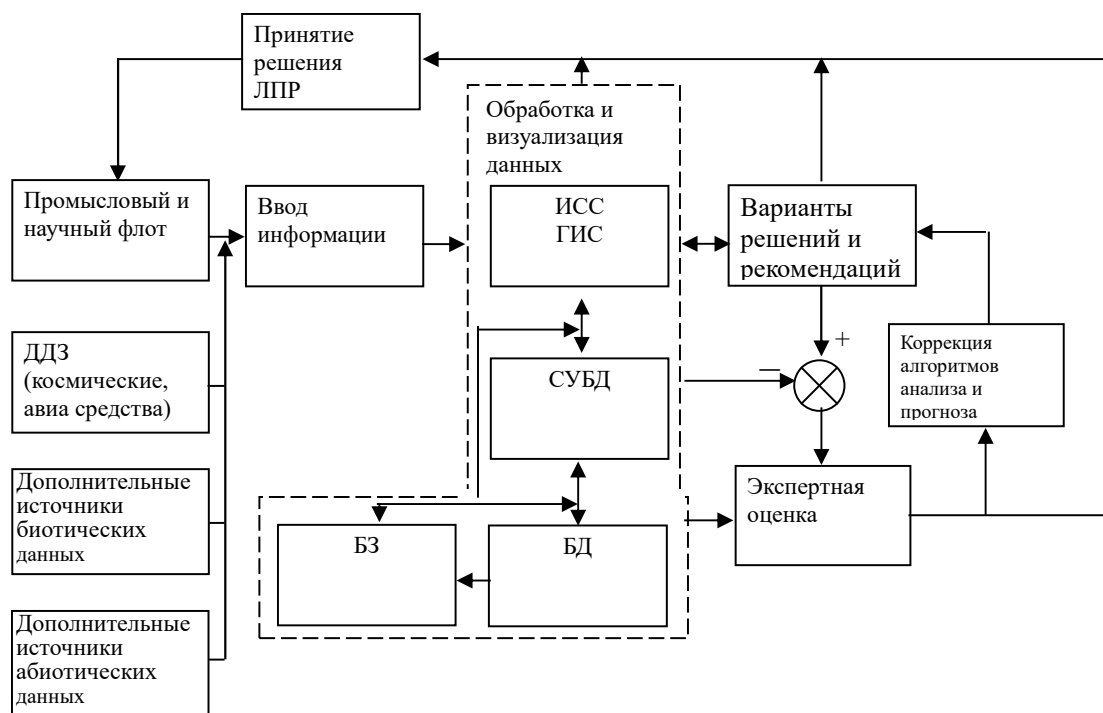 Принятие
решения
ЛПР
Обработка и
визуализация
данных
Промысловый и
научный флот
Ввод
информации
ИСС
ГИС
Варианты
решений и
рекомендаций
+
ДДЗ
(космические,
авиа средства)
СУБД
—
Коррекция
алгоритмов
анализа и
прогноза
Дополнительные
источники
биотических
данных
Экспертная
оценка
БЗ
БД
Дополнительные
источники
абиотических
данных